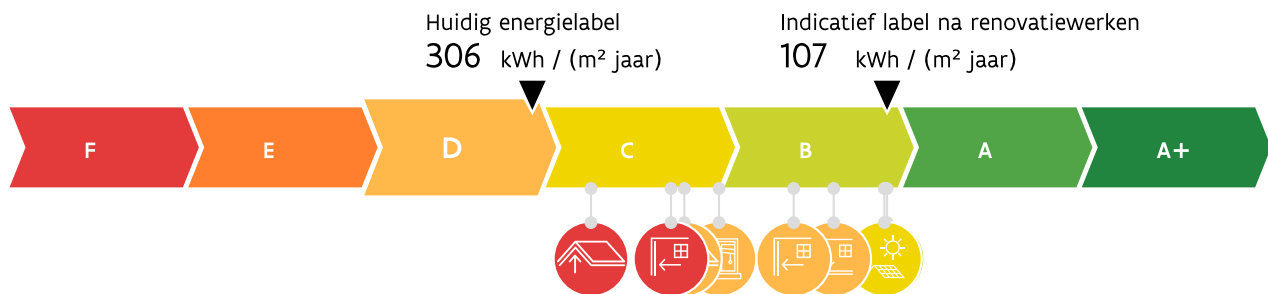 Huidig energielabel
306 kWh / (m² jaar)
Indicatief label na renovatiewerken
107 kWh / (m² jaar)
F E D C B A A+